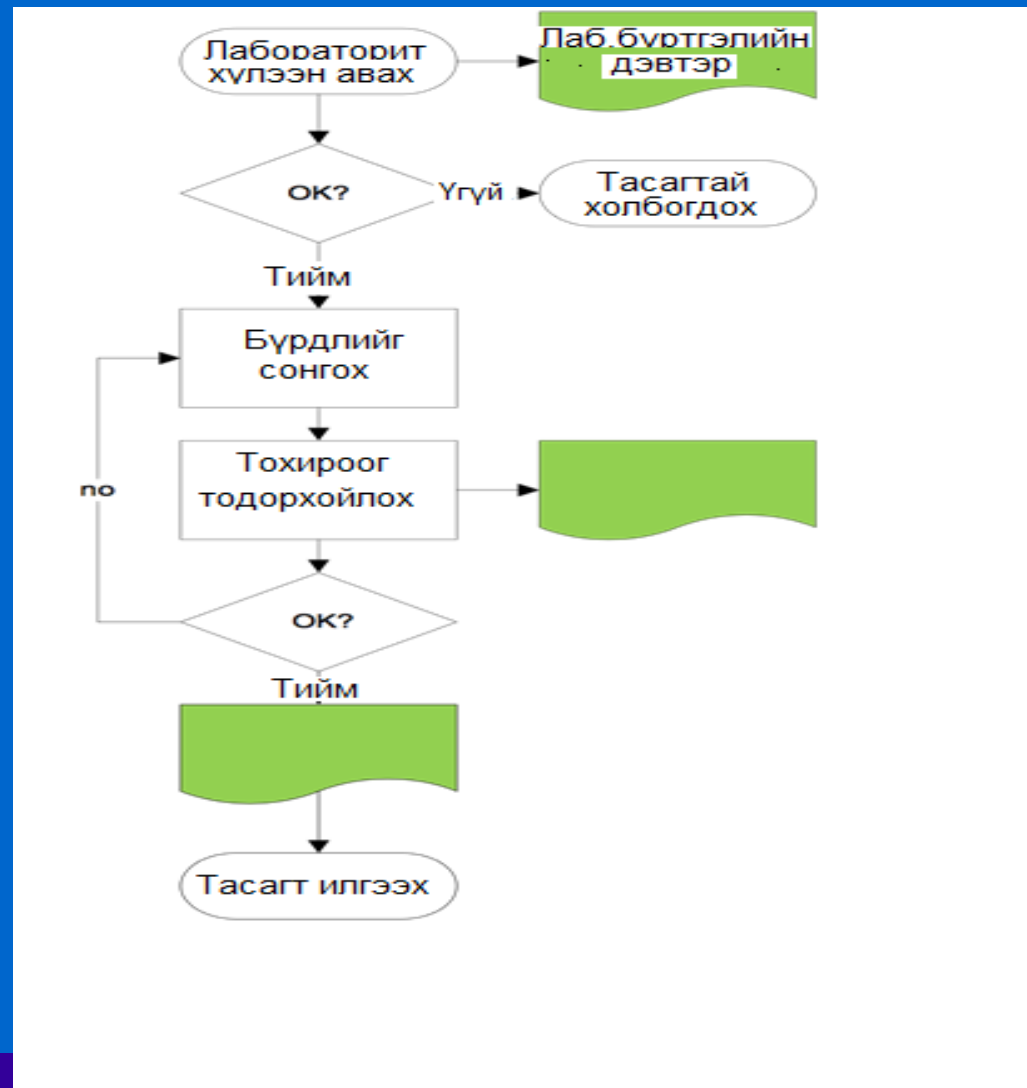 Лабораторит
хүлээн авах
Лаб.бүртгэлийн
дэвтэр
OK?
Үгүй
Тасагтай
холбогдох
Тийм
Бүрдлийг
сонгох
Тохироог
тодорхойлох
no
OK?
Тийм
Тасагт илгээх